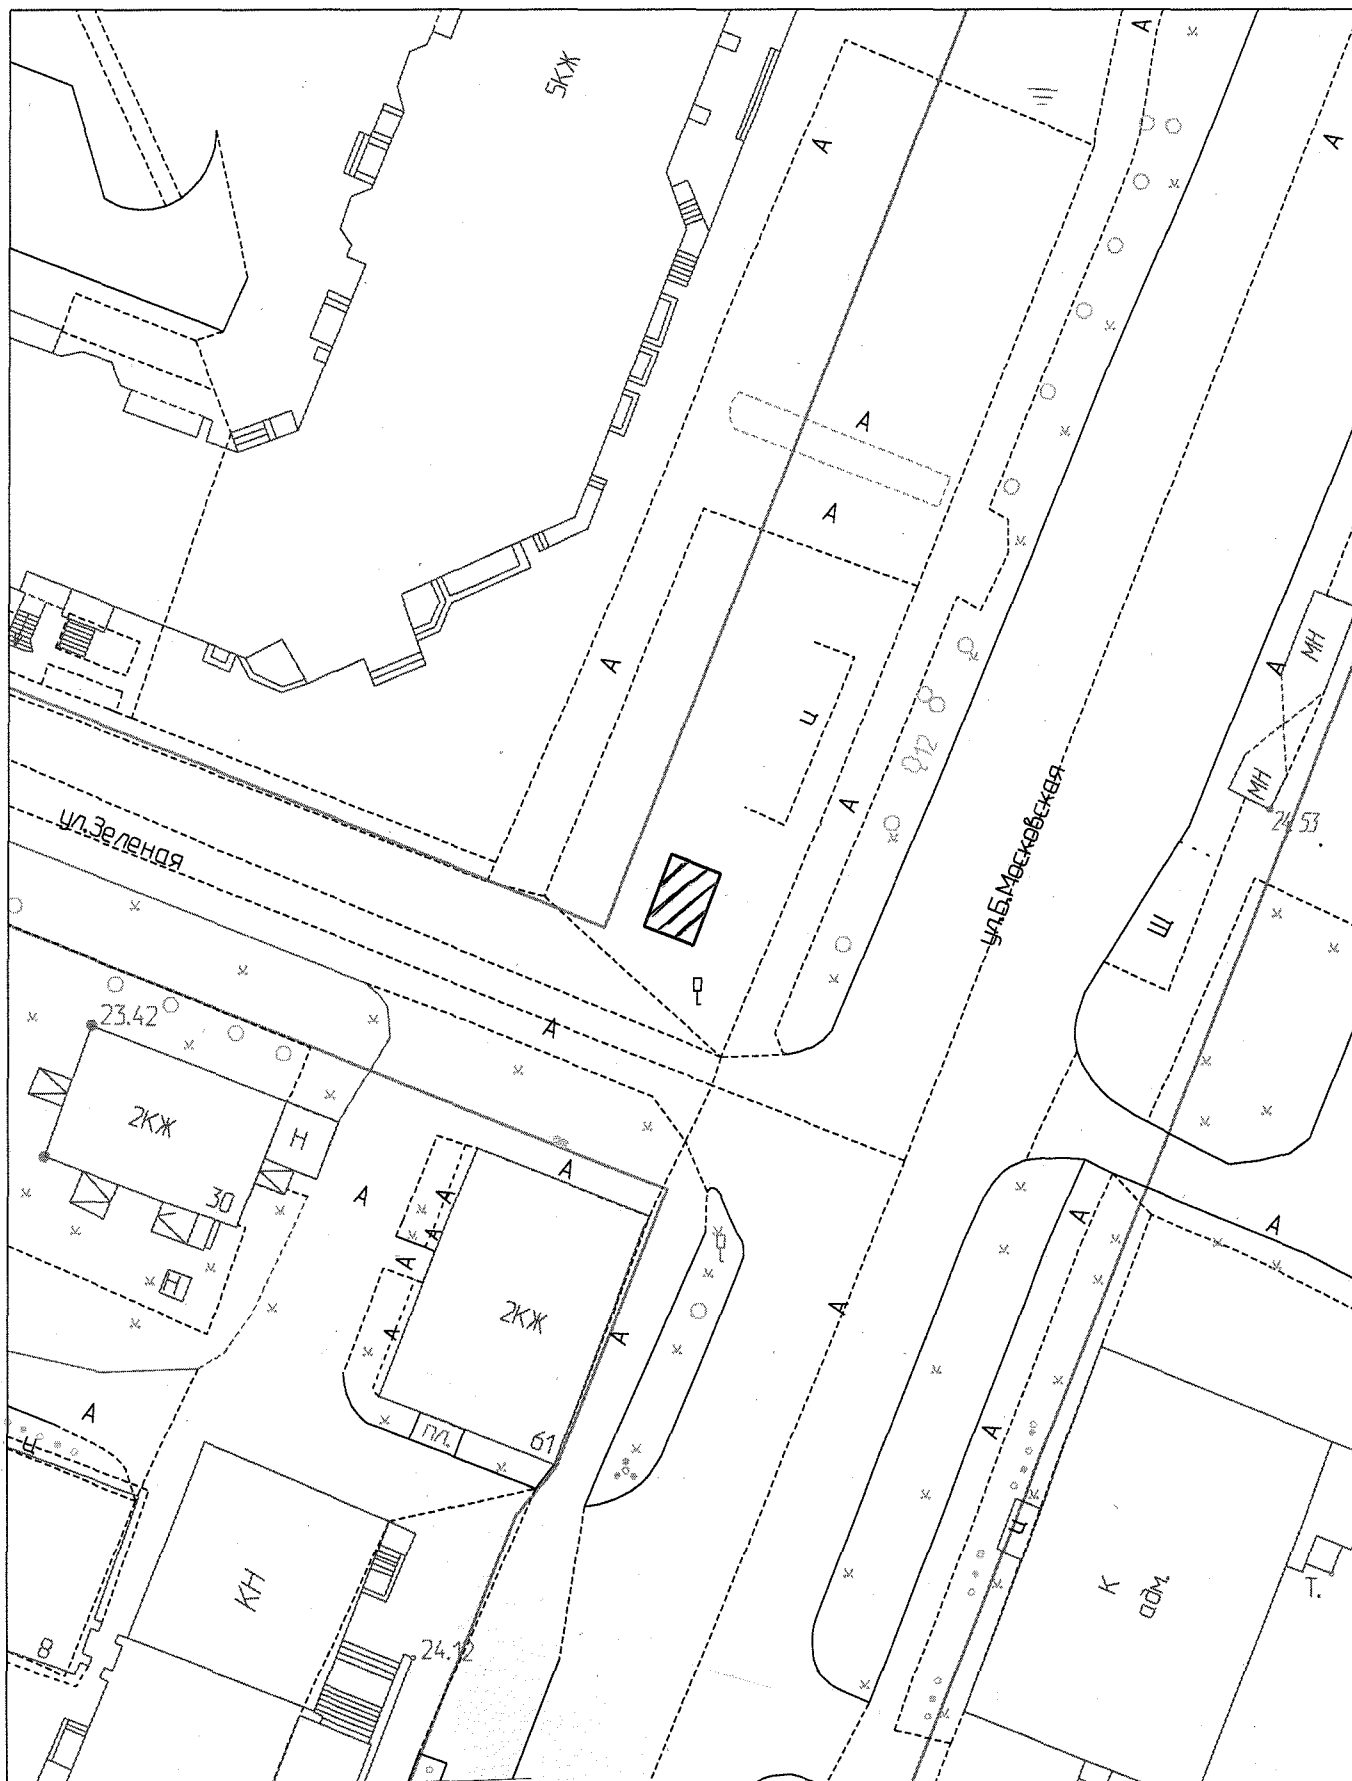 А
5КЖ
А
А
А
А
А
МН
А
ц
12
А
МН
24.53
ул.Зеленая
ул.Б.Московская
Щ
23.42
А
2КЖ
Н
А
А
А
30
А
А
А
А
Н
2КЖ
А
А
А
А
А
пл.
61
ц
КН
К
адм.
Т.
8
24.12